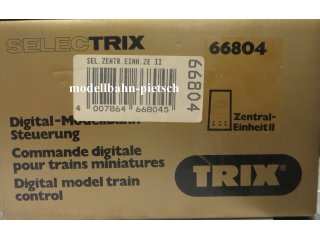 SELECTRIX
66804
SEL.ZENTR.EINH.ZE II
66804
modellbahn-pietsch
4 007864 668045
Zentral-
Einheit II
Digital-Modellbahn-
Steuerung
Commande digitale
pour trains miniatures
Digital model train
control
TRIX®